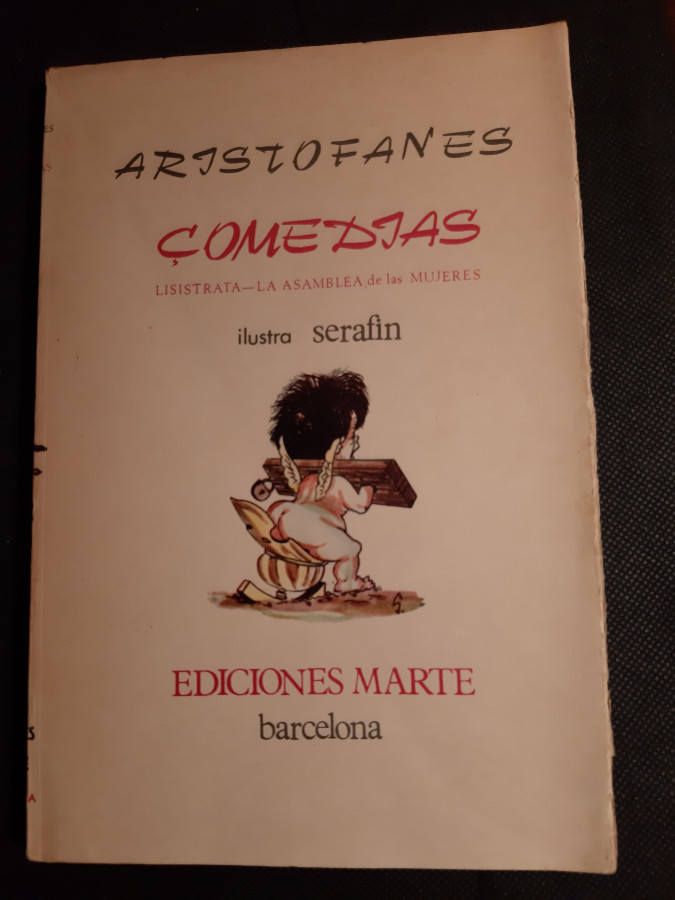 ARISTOFANES
ÇOMEDIAS
LISISTRATA—LA ASAMBLEA de las MUJERES
ilustra serafin
S.
EDICIONES MARTE
barcelona